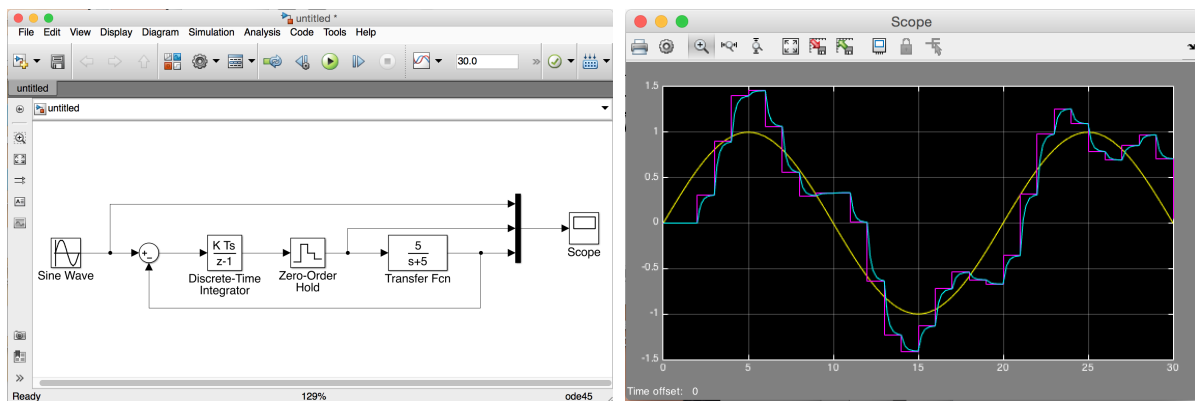 untitled *
File Edit View Display Diagram Simulation Analysis Code Tools Help
30.0
»
untitled
untitled
»
Sine Wave
+
-
K Ts
z-1
Discrete-Time
Integrator
Zero-Order
Hold
5
s+5
Transfer Fcn
Scope
Ready 129% ode45
Scope
1.5
1
0.5
0
-0.5
-1
-1.5
0 5 10 15 20 25 30
Time offset: 0